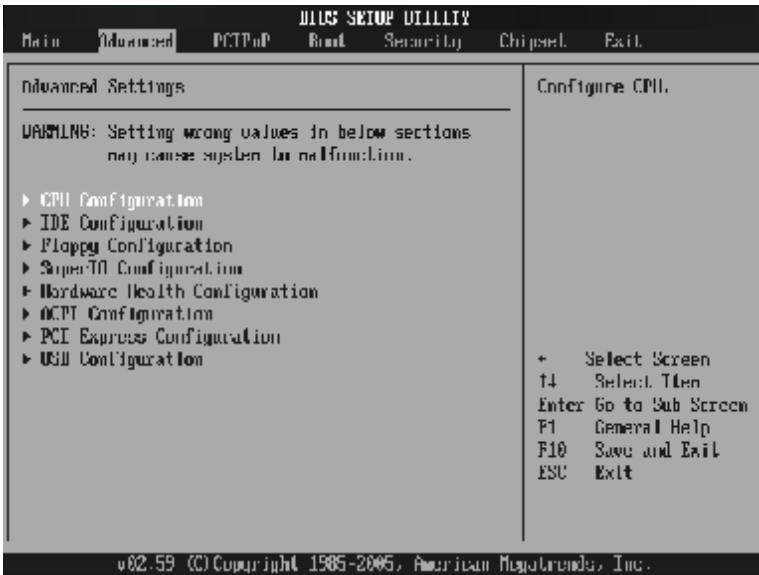 BIOS SETUP UTILITY
Main Advanced PCIPnP Boot Security Chipset Exit
Advanced Settings
WARNING: Setting wrong values in below sections
may cause system to malfunction.
▶ CPU Configuration
▶ IDE Configuration
▶ Floppy Configuration
▶ SuperIO Configuration
▶ Hardware Health Configuration
▶ ACPI Configuration
▶ PCI Express Configuration
▶ USB Configuration
Configure CPU.
← Select Screen
↑↓ Select Item
Enter Go to Sub Screen
F1 General Help
F10 Save and Exit
ESC Exit
v02.59 (C)Copyright 1985-2005, American Megatrends, Inc.